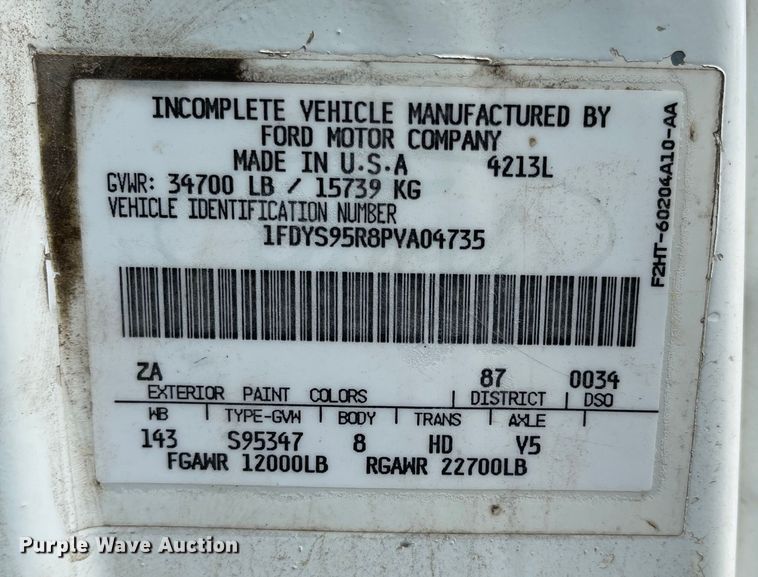 INCOMPLETE VEHICLE MANUFACTURED BY
FORD MOTOR COMPANY
MADE IN U.S.A 4213L
GVWR: 34700 LB / 15739 KG
VEHICLE IDENTIFICATION NUMBER
1FDYS95R8PVA04735
F2HT-60204A10-AA
ZA 87 0034
EXTERIOR PAINT COLORS DISTRICT DSO
WB TYPE-GVW BODY TRANS AXLE
143 S95347 8 HD V5
FGAWR 12000LB RGAWR 22700LB
Purple Wave Auction